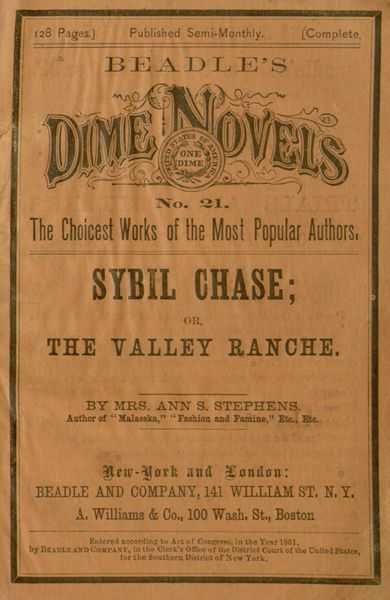 128 Pages.) Published Semi-Monthly. (Complete.
BEADLE'S
DIME NOVELS
UNITED STATES OF AMERICA
ONE
DIME
No. 21.
The Choicest Works of the Most Popular Authors.
SYBIL CHASE;
OR,
THE VALLEY RANCHE.
BY MRS. ANN S. STEPHENS.
Author of "Malaeska," "Fashion and Famine," Etc., Etc.
New-York and London:
BEADLE AND COMPANY, 141 WILLIAM ST. N. Y.
A. Williams & Co., 100 Wash. St., Boston
Entered according to Act of Congress, in the Year 1861,
by BEADLE AND COMPANY, in the Clerk's Office of the District Court of the United States,
for the Southern District of New York.